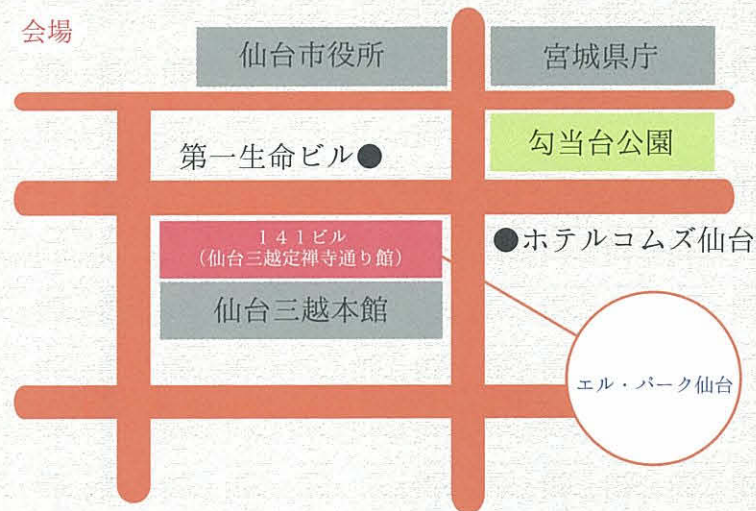 会場
仙台市役所
宮城県庁
勾当台公園
第一生命ビル●
141ビル
（仙台三越定禅寺通り館）
●ホテルコムズ仙台
仙台三越本館
エル・パーク仙台